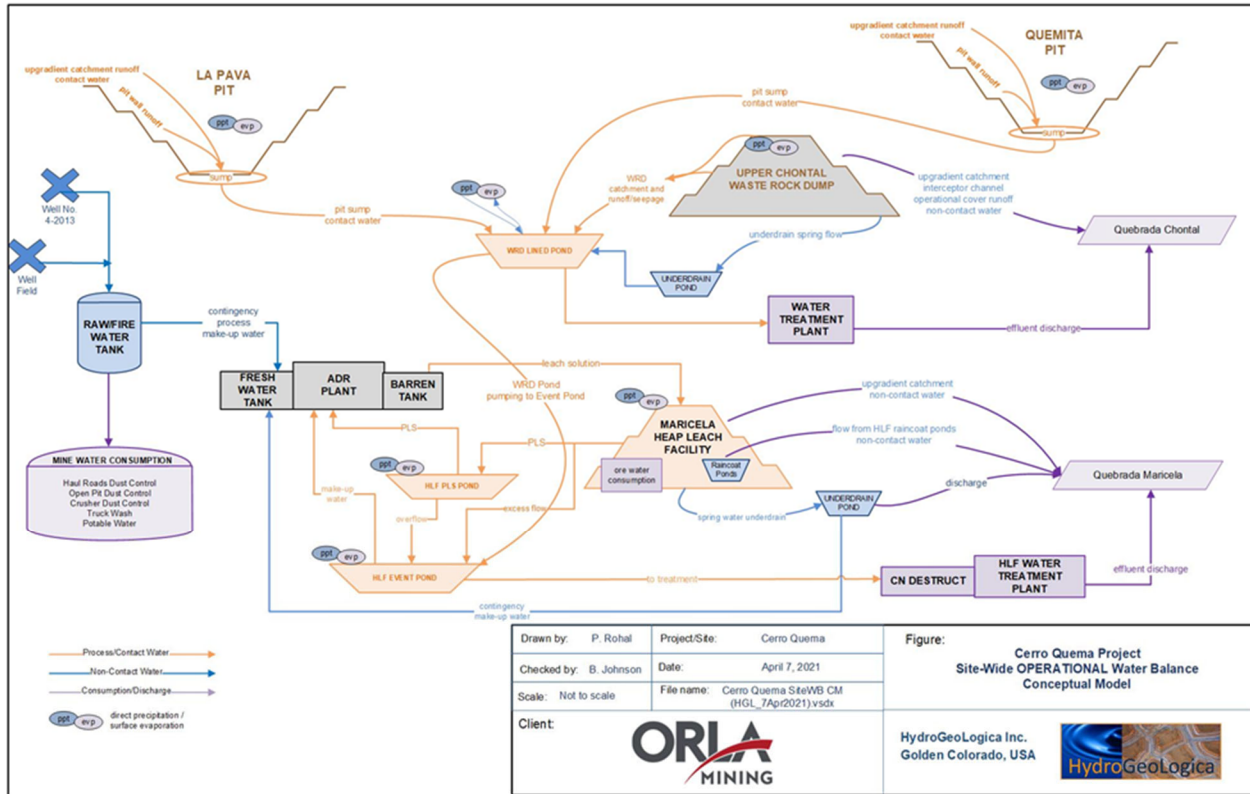 upgradient catchment runoff
contact water
pit wall runoff
LA PAVA
PIT
ppt
evp
sump
upgradient catchment runoff
contact water
pit wall runoff
QUEMITA
PIT
ppt
evp
sump
pit sump
contact water
Well No.
4-2013
Well
Field
pit sump
contact water
ppt
evp
WRD
catchment and
runoff/seepage
ppt
evp
UPPER CHONTAL
WASTE ROCK DUMP
upgradient catchment
interceptor channel
operational cover runoff
non-contact water
Quebrada Chontal
WRD LINED POND
underdrain spring flow
UNDERDRAIN
POND
RAW/FIRE
WATER
TANK
contingency
process
make-up water
WATER
TREATMENT
PLANT
effluent discharge
FRESH
WATER
TANK
ADR
PLANT
BARREN
TANK
leach solution
WRD Pond
pumping to Event Pond
ppt
evp
MARICELA
HEAP LEACH
FACILITY
ore water
consumption
Raincoat
Ponds
upgradient catchment
non-contact water
flow from HLF raincoat ponds
non-contact water
Quebrada Maricela
MINE WATER CONSUMPTION
Haul Roads Dust Control
Open Pit Dust Control
Crusher Dust Control
Truck Wash
Potable Water
PLS
PLS
ppt
evp
HLF PLS POND
make-up
water
overflow
excess flow
spring water underdrain
UNDERDRAIN
POND
discharge
ppt
evp
HLF EVENT POND
to treatment
CN DESTRUCT
HLF WATER
TREATMENT
PLANT
effluent discharge
contingency
make-up water
Process/Contact Water
Non-Contact Water
Consumption/Discharge
ppt
evp
direct precipitation /
surface evaporation
Drawn by: P. Rohal
Project/Site: Cerro Quema
Checked by: B. Johnson
Date: April 7, 2021
Scale: Not to scale
File name: Cerro Quema SiteWB CM
(HGL_7Apr2021).vsdx
Figure:
Cerro Quema Project
Site-Wide OPERATIONAL Water Balance
Conceptual Model
Client:
ORLA
MINING
HydroGeoLogica Inc.
Golden Colorado, USA
HydroGeoLogica